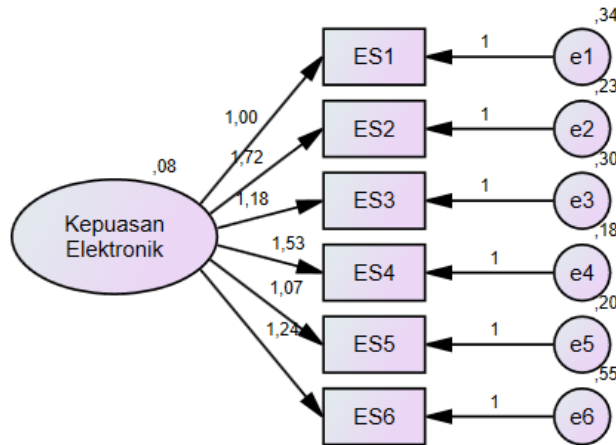 ,34
ES1
1
e1
1,00
,23
ES2
1
e2
,08
1,72
,30
Kepuasan
Elektronik
1,18
ES3
1
e3
,18
1,53
ES4
1
e4
,20
1,07
ES5
1
e5
,55
1,24
ES6
1
e6